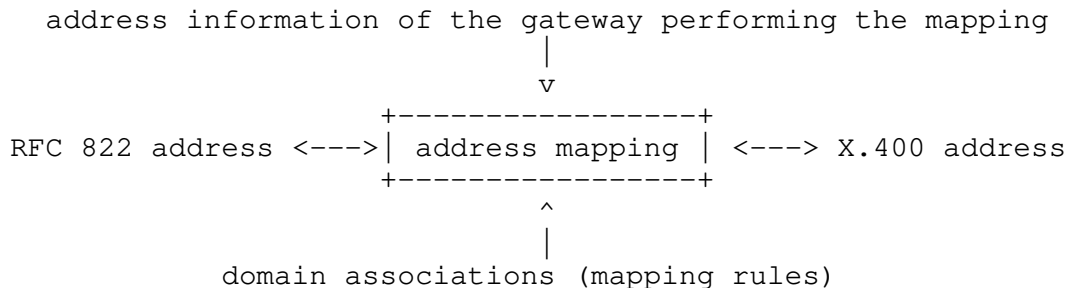 address information of the gateway performing the mapping
|
v
+-----------------+
RFC 822 address <--->| address mapping | <---> X.400 address
+-----------------+
^
|
domain associations (mapping rules)